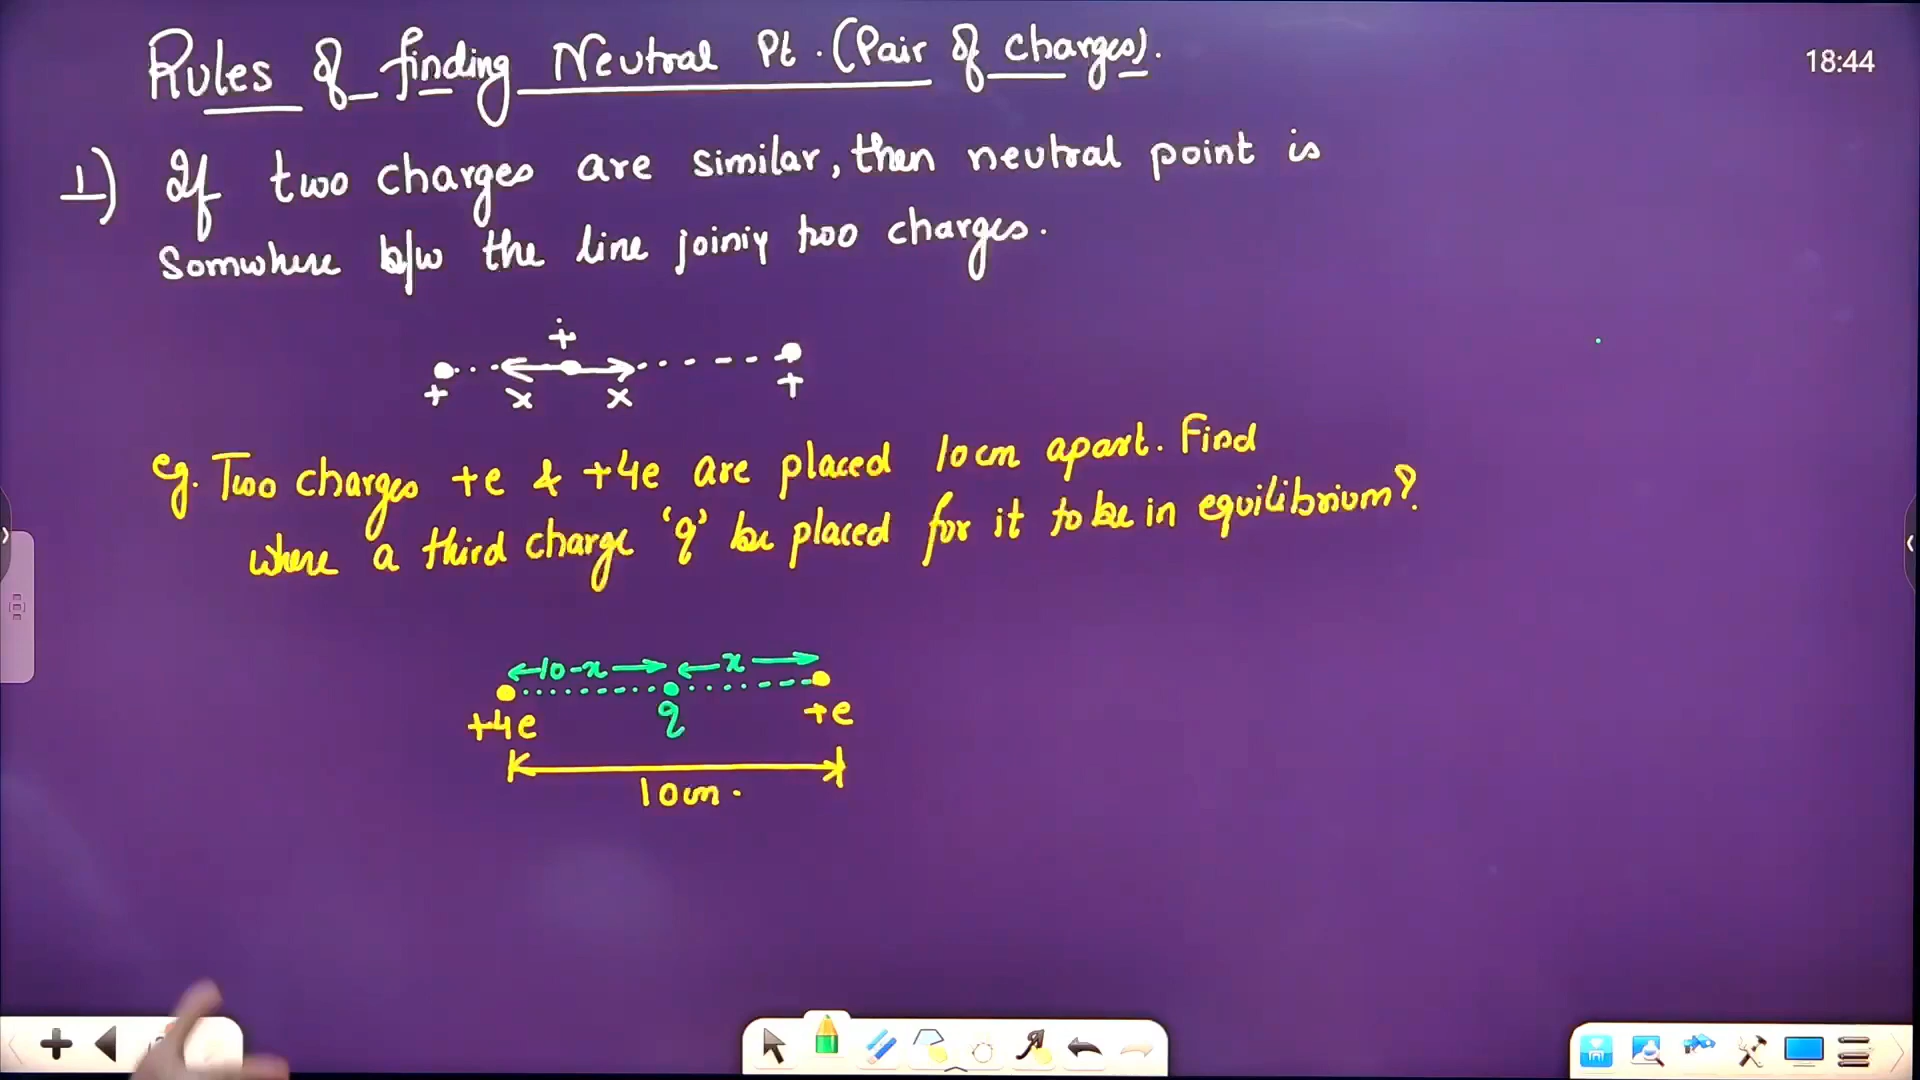 Rules of finding Neutral Pt. (Pair of charges).
18:44
1) If two charges are similar, then neutral point is
Somwhere b/w the line joiniy two charges.
+
+ x x +
eg. Two charges +e & +4e are placed 10cm apart. Find
where a third charge 'q' be placed for it to be in equilibrium?
10-x x
+4e q +e
10cm.